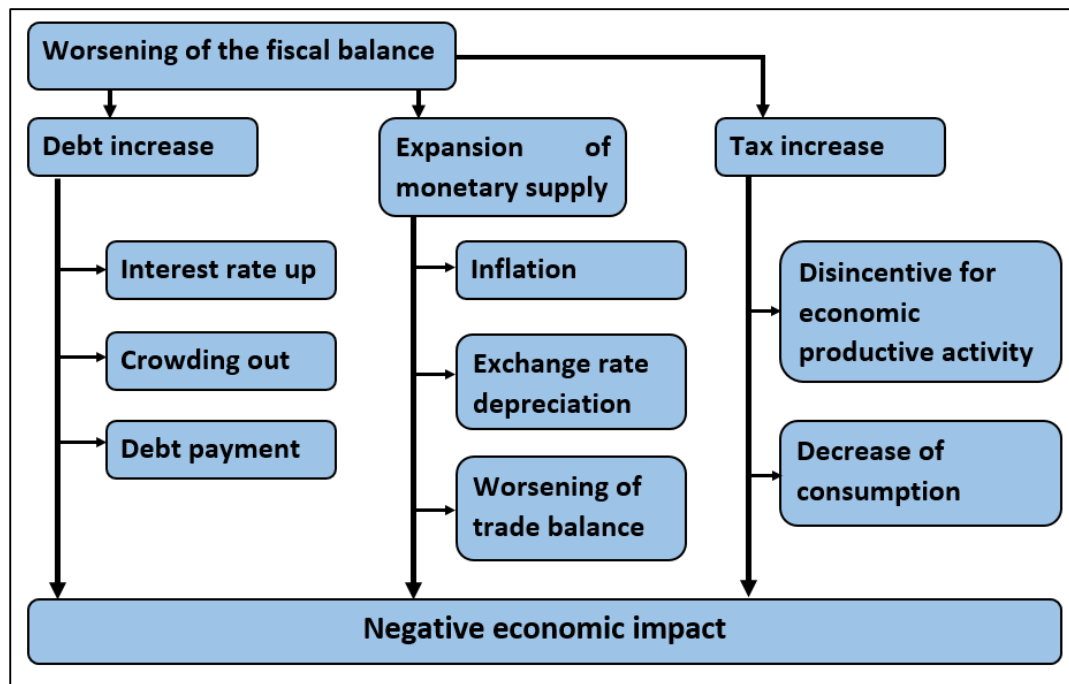 Worsening of the fiscal balance
Debt increase
Expansion of
monetary supply
Tax increase
Interest rate up
Crowding out
Debt payment
Inflation
Exchange rate
depreciation
Worsening of
trade balance
Disincentive for
economic
productive activity
Decrease of
consumption
Negative economic impact